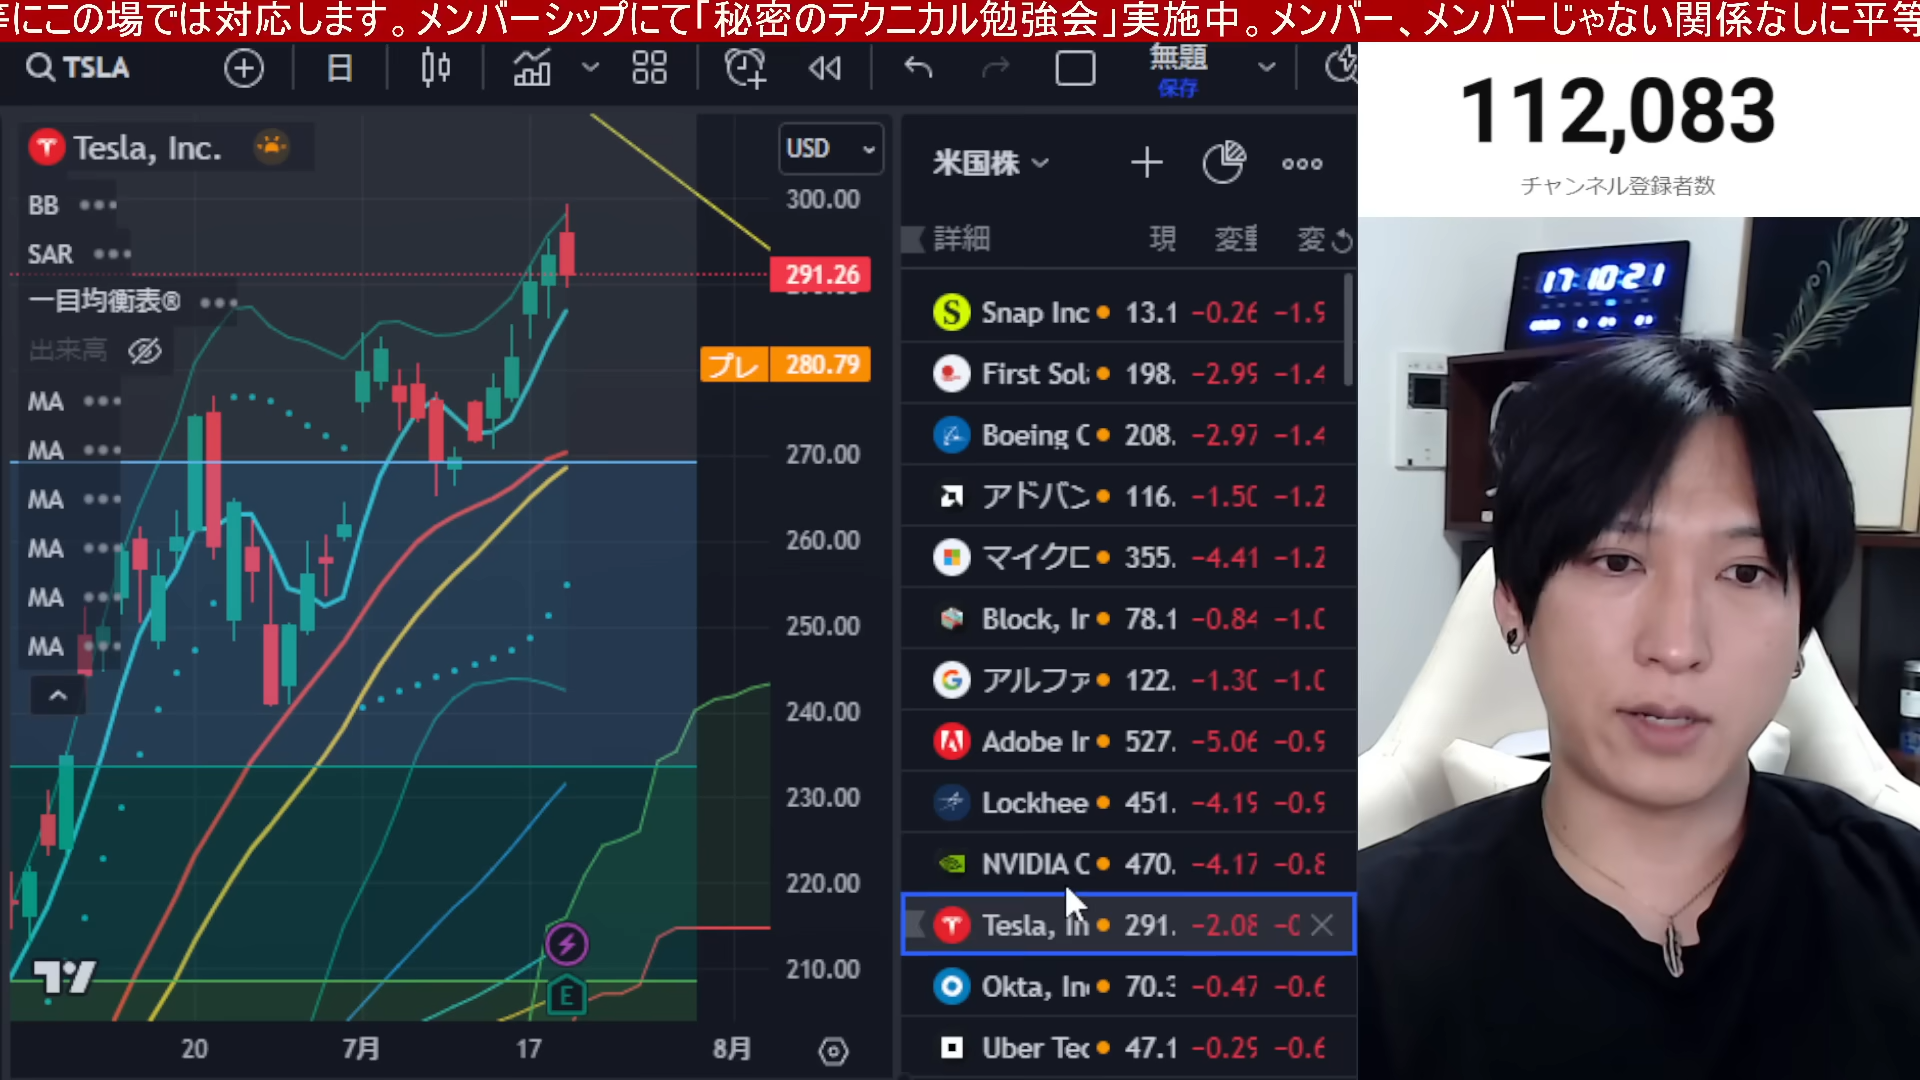 にこの場では対応します。メンバーシップにて「秘密のテクニカル勉強会」実施中。メンバー、メンバーじゃない関係なしに平等
TSLA
日
無題
保存
112,083
チャンネル登録者数
Tesla, Inc.
USD
米国株
BB
SAR
一目均衡表®
出来高
MA
MA
MA
MA
MA
MA
300.00
291.26
プレ 280.79
270.00
260.00
250.00
240.00
230.00
220.00
210.00
20
7月
17
8月
E
詳細 現 変
Snap Inc 13.1 −0.26 −1.9
First Sol 198. −2.99 −1.4
Boeing C 208. −2.97 −1.4
アドバン 116. −1.50 −1.2
マイクロ 355. −4.41 −1.2
Block, Ir 78.1 −0.84 −1.0
アルファ 122. −1.30 −1.0
Adobe Ir 527. −5.06 −0.9
Lockhee 451. −4.19 −0.9
NVIDIA C 470. −4.17 −0.8
Tesla, In 291. −2.08 −0
Okta, In 70.3 −0.47 −0.6
Uber Tec 47.1 −0.29 −0.6
17:10:21